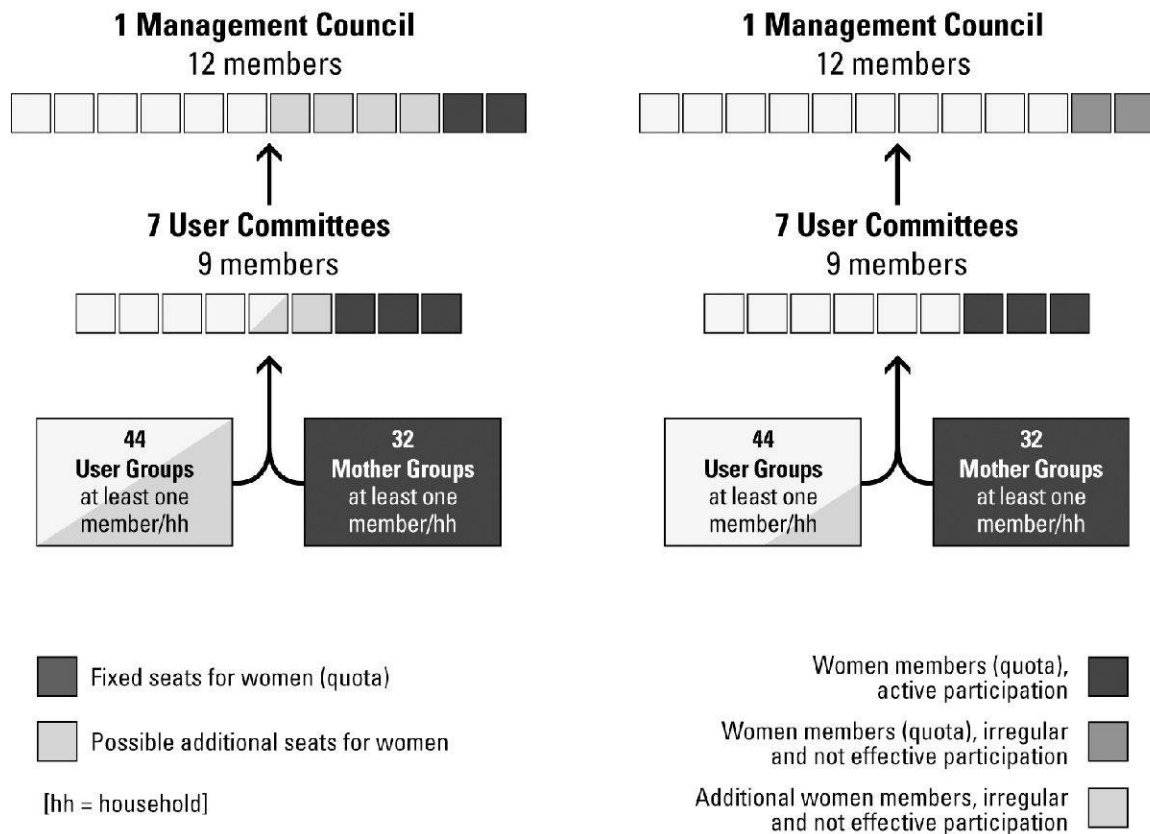 1 Management Council
12 members
7 User Committees
9 members
44
User Groups
at least one
member/hh
32
Mother Groups
at least one
member/hh
Fixed seats for women (quota)
Possible additional seats for women
[hh = household]
1 Management Council
12 members
7 User Committees
9 members
44
User Groups
at least one
member/hh
32
Mother Groups
at least one
member/hh
Women members (quota),
active participation
Women members (quota), irregular
and not effective participation
Additional women members, irregular
and not effective participation